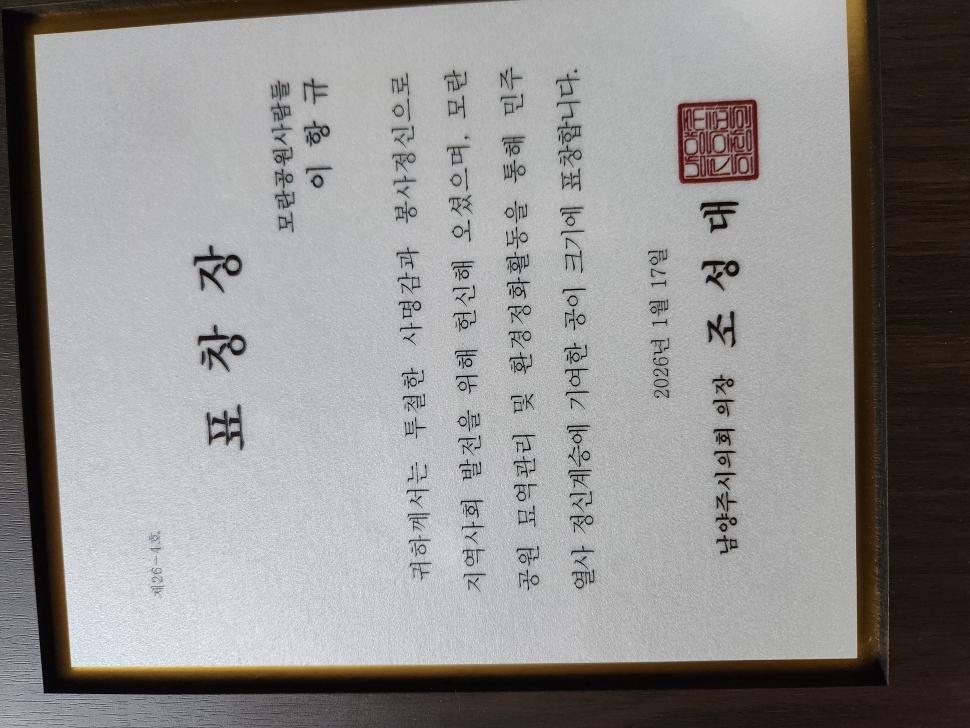 제26-4호
표 창 장
모란공원사람들
이 항 규
귀하께서는 투철한 사명감과 봉사정신으로
지역사회 발전을 위해 헌신해 오셨으며, 모란
공원 묘역관리 및 환경정화활동을 통해 민주
열사 정신계승에 기여한 공이 크기에 표창합니다.
2026년 1월 17일
남양주시의회 의장 조 성 대